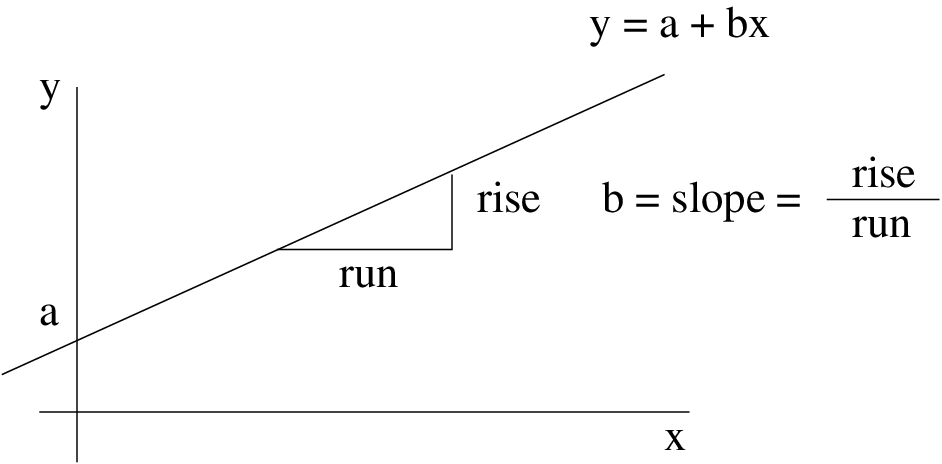 y = a + bx
y
rise
b = slope = rise
run
run
a
x